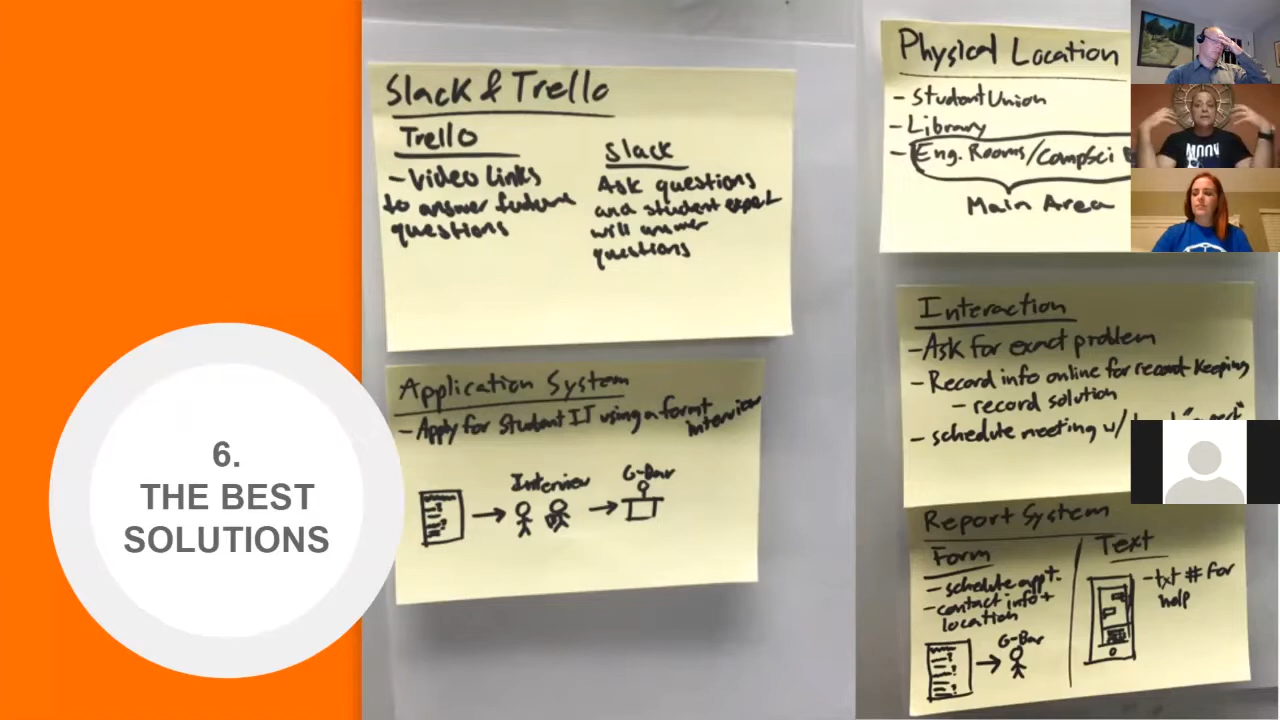 6.
THE BEST
SOLUTIONS
Slack & Trello
Trello
- Video Links
to answer future
questions
Slack
Ask questions
and student expert
will answer
questions
Application System
- Apply for Student IT using a form +
interview
Interview
G-Bar
Physical Location
- Student Union
- Library
- Eng. Rooms/CompSci
Main Area
Interaction
- Ask for exact problem
- Record info online for record keeping
- record solution
- schedule meeting w/
Report System
Form
- schedule appt.
- contact info +
location
G-Bar
Text
- txt # for
help